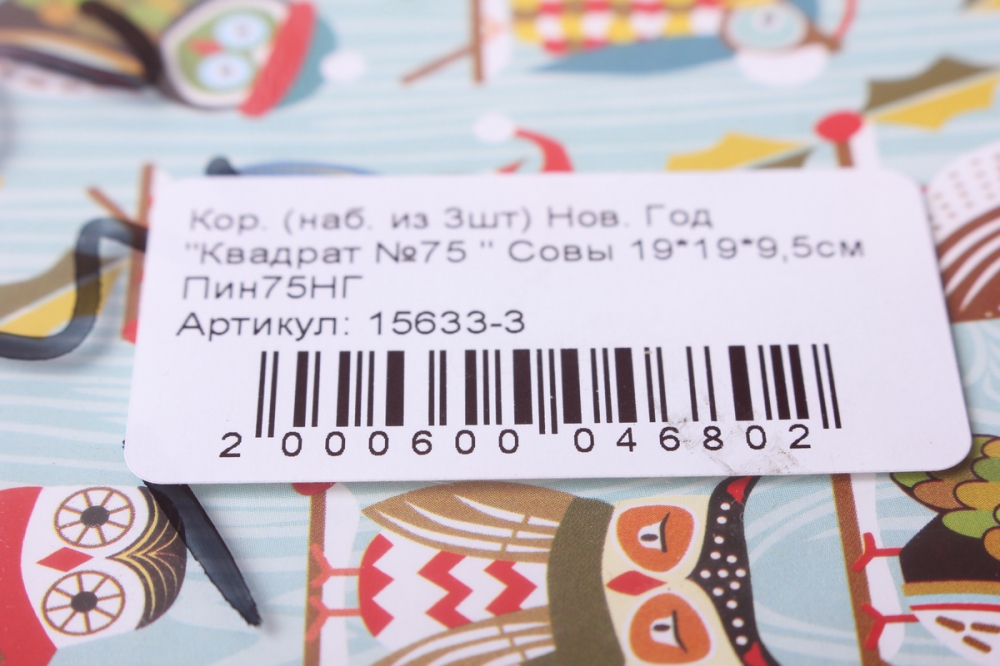 Кор. (наб. из 3шт) Нов. Год
"Квадрат №75 " Совы 19*19*9,5см
Пин75НГ
Артикул: 15633-3
2 000600 046802